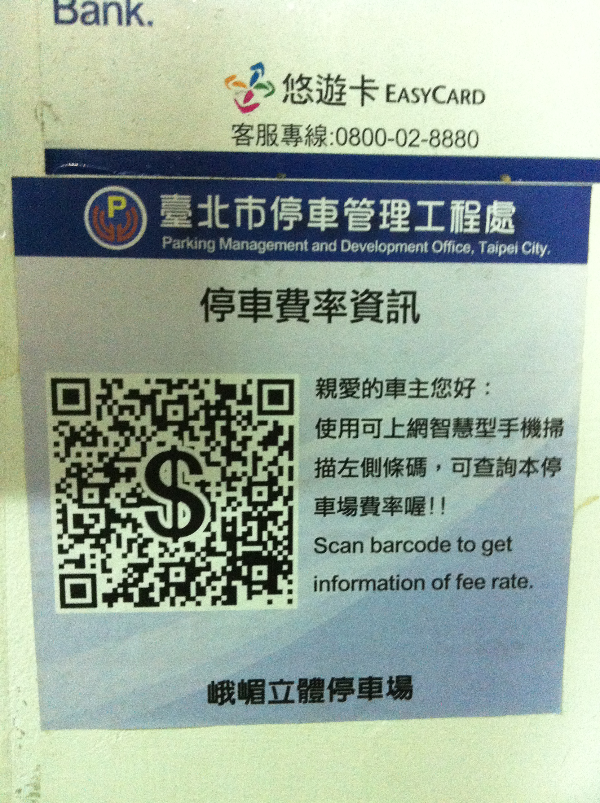 Bank.
悠遊卡 EASYCARD
客服專線:0800-02-8880
P
臺北市停車管理工程處
Parking Management and Development Office, Taipei City.
停車費率資訊
$
親愛的車主您好：
使用可上網智慧型手機掃
描左側條碼，可查詢本停
車場費率喔!!
Scan barcode to get
information of fee rate.
峨嵋立體停車場